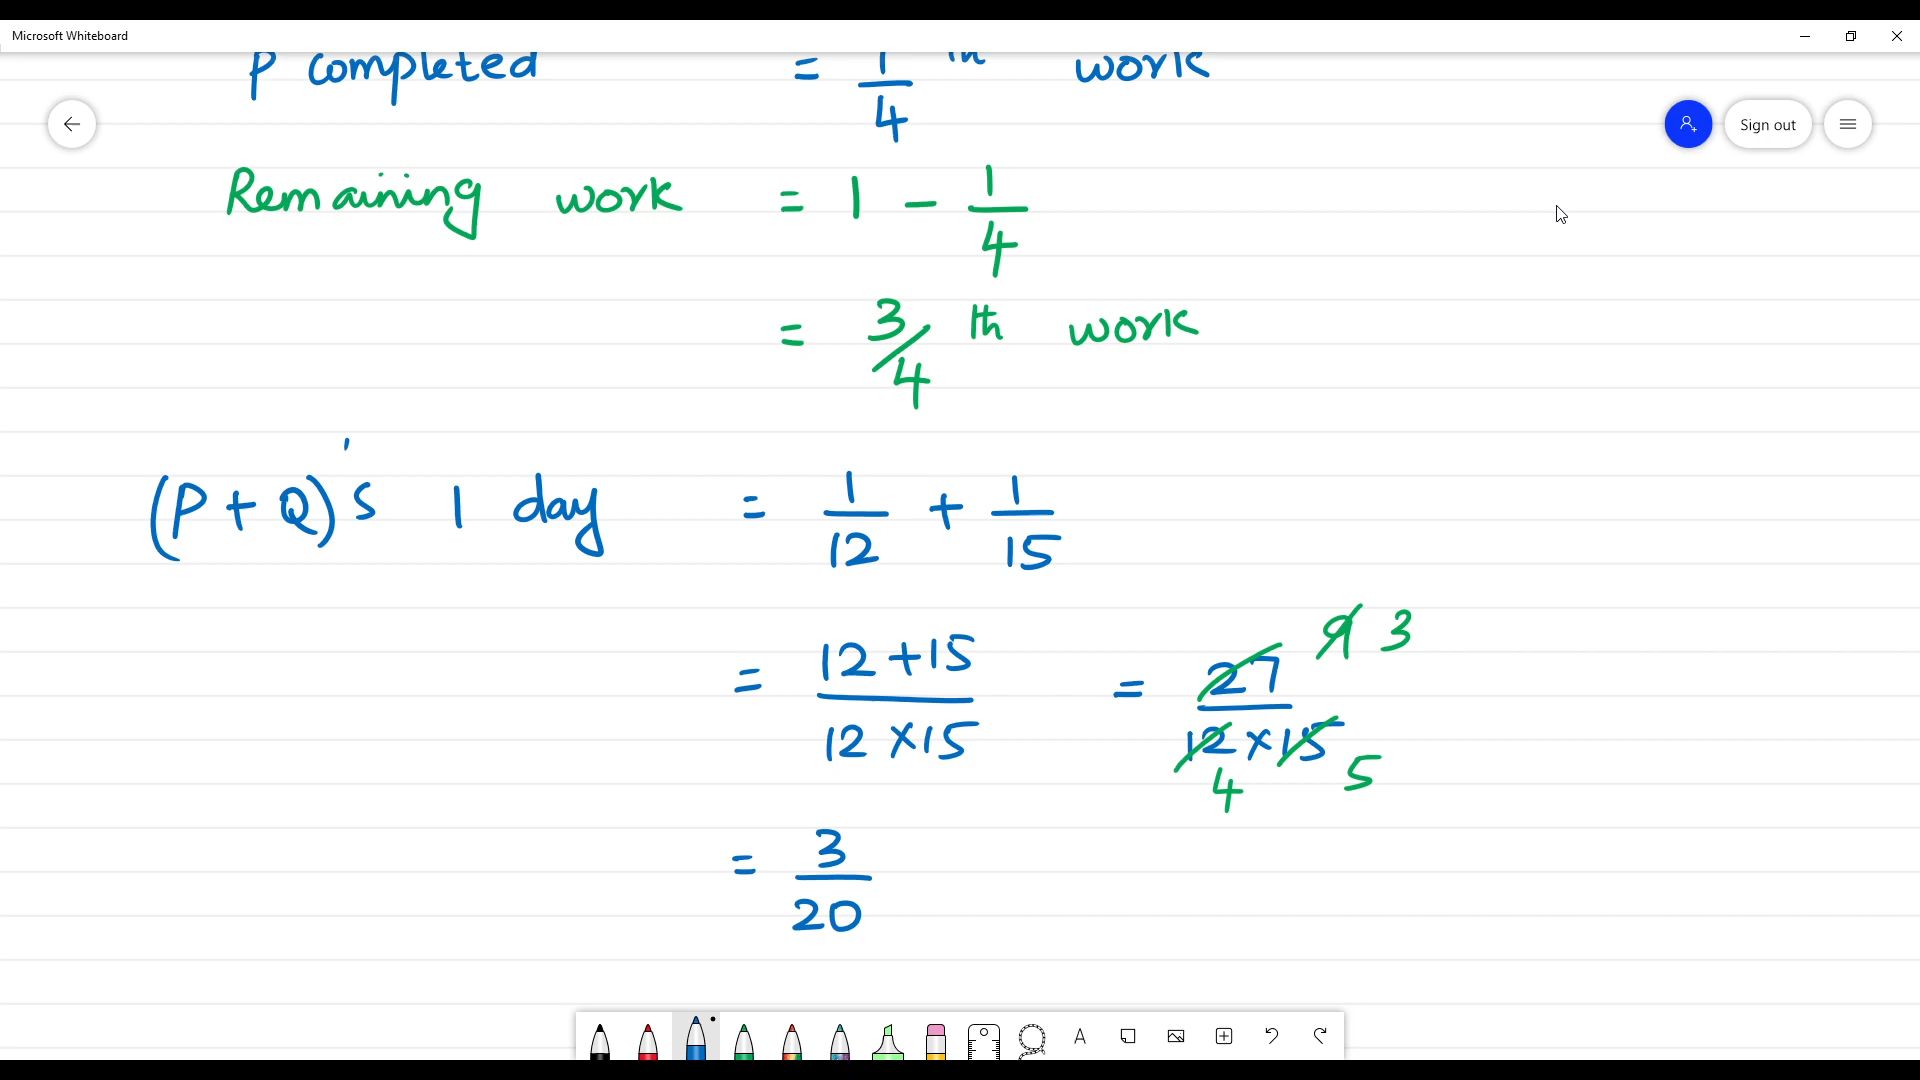 Microsoft Whiteboard
P completed = 1/4 th work
Sign out
Remaining work = 1 - 1/4
= 3/4 th work
(P + Q)'s 1 day = 1/12 + 1/15
= 12+15/12×15 = 27/12×15 9 3 4 5
= 3/20
A